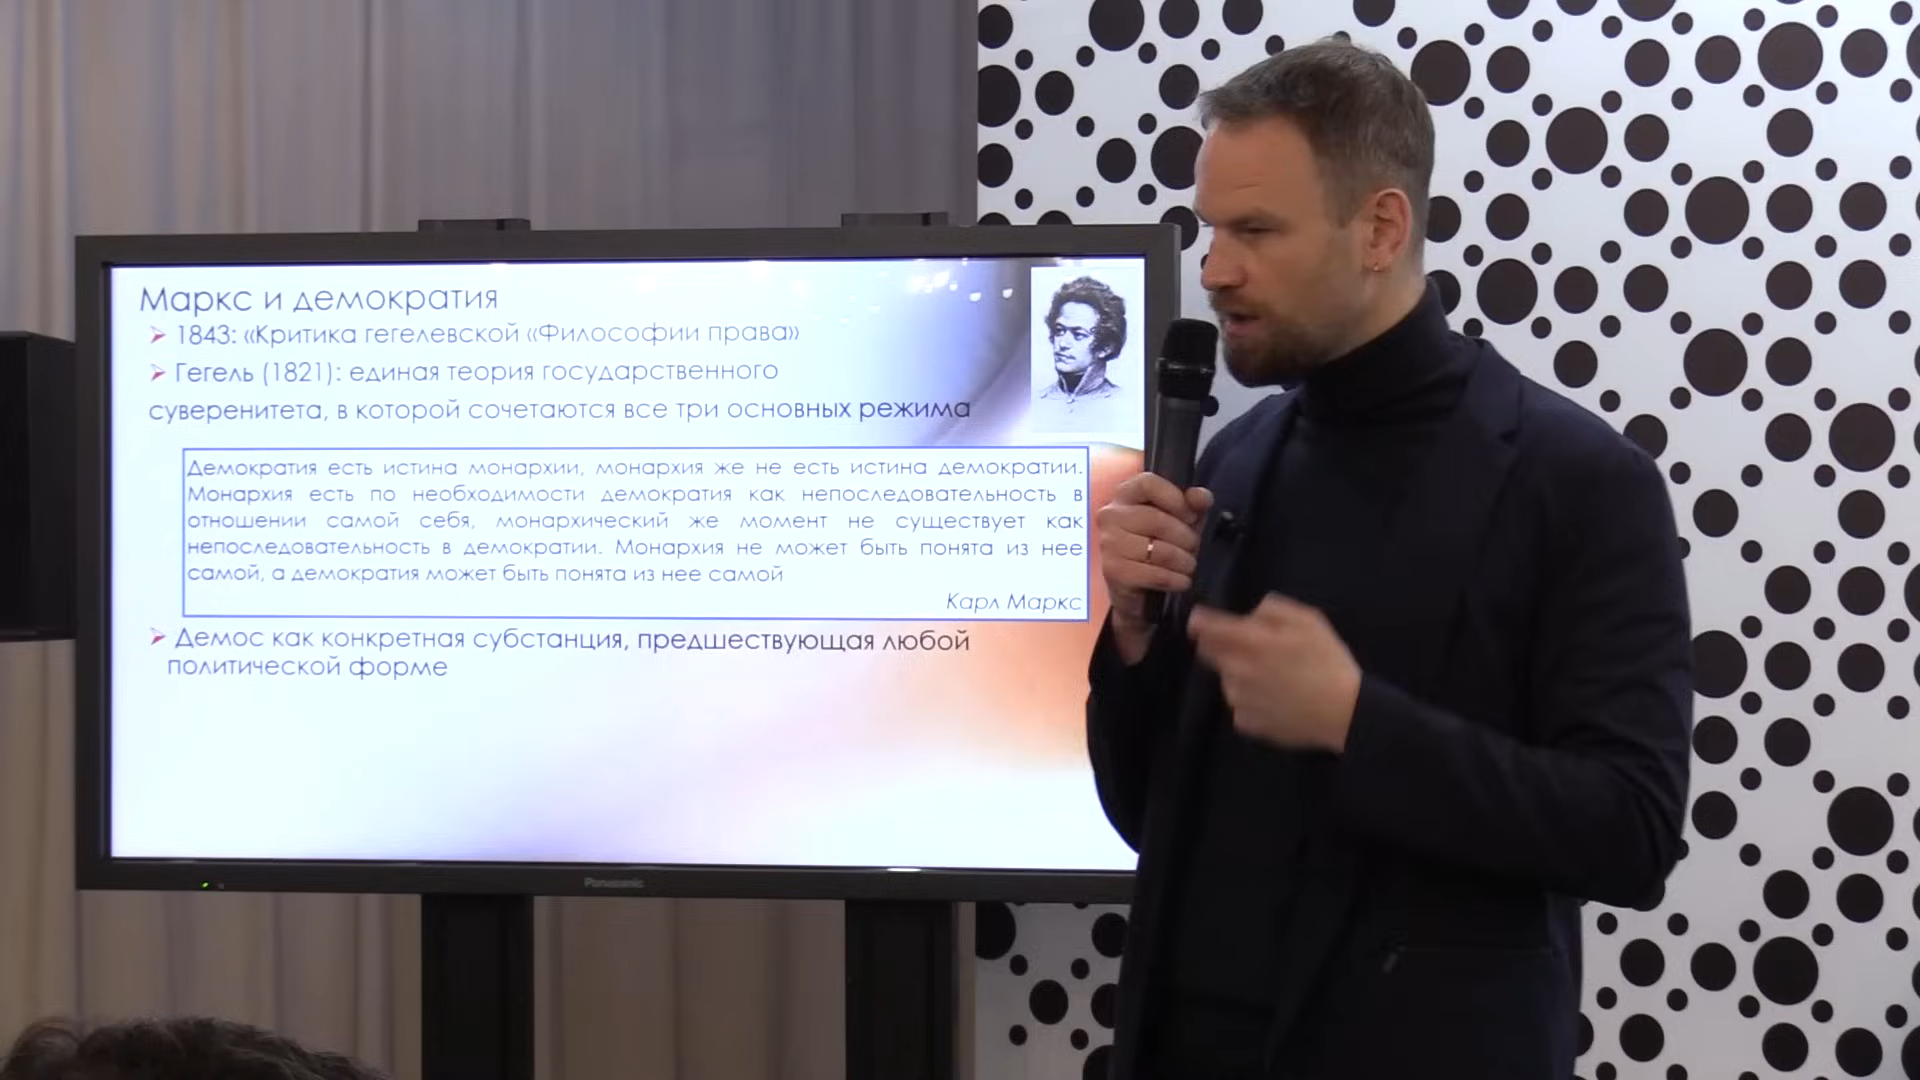 Маркс и демократия
➢ 1843: «Критика гегелевской «Философии права»
➢ Гегель (1821): единая теория государственного
суверенитета, в которой сочетаются все три основных режима
Демократия есть истина монархии, монархия же не есть истина демократии.
Монархия есть по необходимости демократия как непоследовательность в
отношении самой себя, монархический же момент не существует как
непоследовательность в демократии. Монархия не может быть понята из нее
самой, а демократия может быть понята из нее самой
Карл Маркс
➢ Демос как конкретная субстанция, предшествующая любой
политической форме
Panasonic